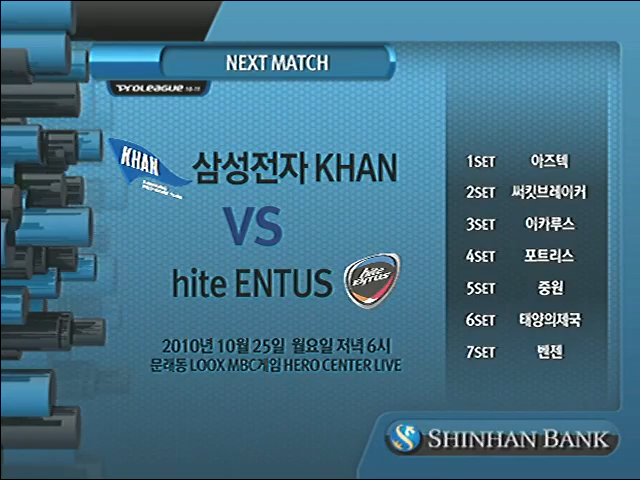 NEXT MATCH
PROLEAGUE 10-11
KHAN
삼성전자 KHAN
VS
hite ENTUS
hite
ENTUS
2010년 10월 25일 월요일 저녁 6시
문래동 LOOX MBC게임 HERO CENTER LIVE
1SET 아즈텍
2SET 써킷브레이커
3SET 이카루스
4SET 포트리스
5SET 중원
6SET 태양의제국
7SET 벤젠
SHINHAN BANK